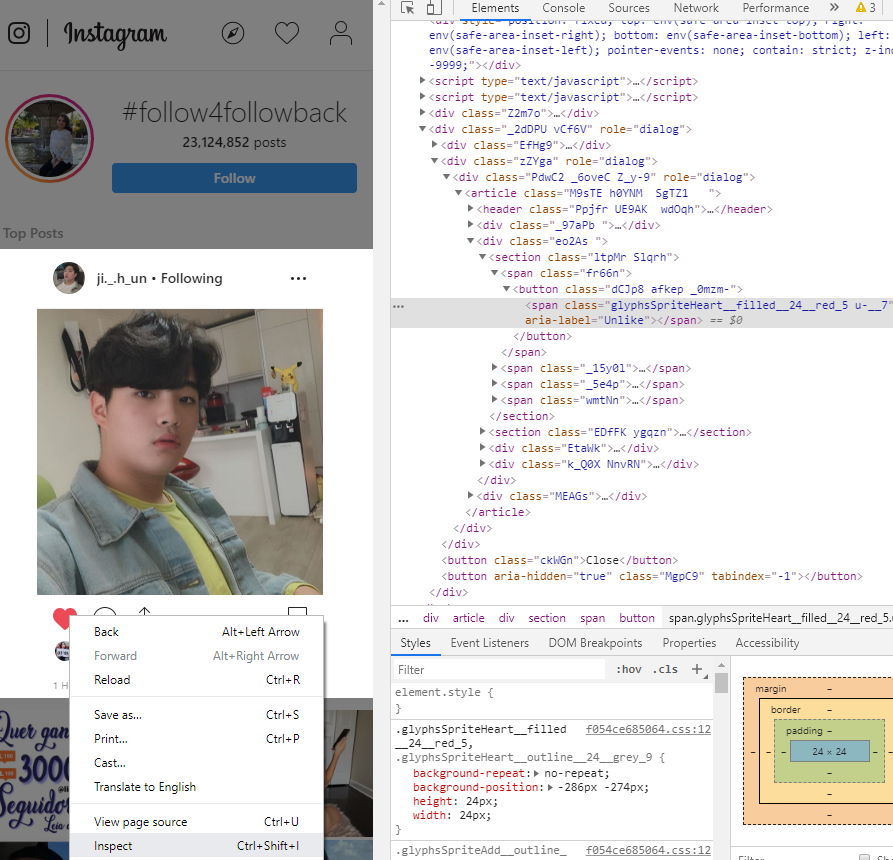 Instagram
#follow4followback
23,124,852 posts
Follow
Top Posts
ji._.h_un • Following
1 H
Quer gan
3000
Seguidor
Leia o
Back Alt+Left Arrow
Forward Alt+Right Arrow
Reload Ctrl+R
Save as... Ctrl+S
Print... Ctrl+P
Cast...
Translate to English
View page source Ctrl+U
Inspect Ctrl+Shift+I
Elements Console Sources Network Performance » 3
<div style="position: fixed; top: env(safe-area-inset-top); right:
env(safe-area-inset-right); bottom: env(safe-area-inset-bottom); left:
env(safe-area-inset-left); pointer-events: none; contain: strict; z-ind
-9999;"></div>
<script type="text/javascript">…</script>
<script type="text/javascript">…</script>
<div class="Z2m7o">…</div>
<div class="_2dDPU vCf6V" role="dialog">
<div class="EfHg9">…</div>
<div class="zZYga" role="dialog">
<div class="PdwC2 _6oveC Z_y-9" role="dialog">
<article class="M9sTE h0YNM  SgTZ1   ">
<header class="Ppjfr UE9AK  wdOqh">…</header>
<div class="_97aPb ">…</div>
<div class="eo2As ">
<section class="ltpMr Slqrh">
<span class="fr66n">
<button class="dCJp8 afkep _0mzm-">
... <span class="glyphsSpriteHeart__filled__24__red_5 u-__7"
aria-label="Unlike"></span> == $0
</button>
</span>
<span class="_15y0l">…</span>
<span class="_5e4p">…</span>
<span class="wmtNn">…</span>
</section>
<section class="EDfFK ygqzn">…</section>
<div class="EtaWk">…</div>
<div class="k_Q0X NnvRN">…</div>
</div>
<div class="MEAGs">…</div>
</article>
</div>
</div>
<button class="ckWGn">Close</button>
<button aria-hidden="true" class="MgpC9" tabindex="-1"></button>
</div>
... div article div section span button span.glyphsSpriteHeart__filled__24__red_5.u
Styles Event Listeners DOM Breakpoints Properties Accessibility
Filter :hov .cls +
element.style {
}
.glyphsSpriteHeart__filled f054ce685064.css:12
__24__red_5,
.glyphsSpriteHeart__outline__24__grey_9 {
background-repeat: no-repeat;
background-position: -286px -274px;
height: 24px;
width: 24px;
}
.glyphsSpriteAdd__outline_ f054ce685064.css:12
margin -
border -
padding -
- - - 24 × 24 - -
-
-
-
Filter